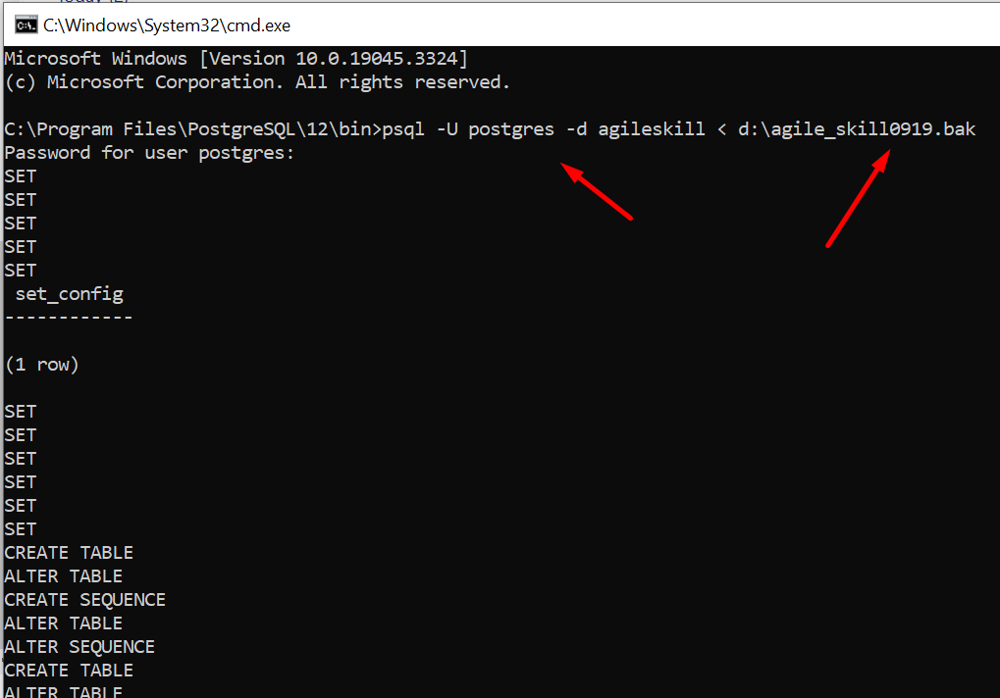 C:\Windows\System32\cmd.exe
Microsoft Windows [Version 10.0.19045.3324]
(c) Microsoft Corporation. All rights reserved.
C:\Program Files\PostgreSQL\12\bin>psql -U postgres -d agileskill < d:\agile_skill0919.bak
Password for user postgres:
SET
SET
SET
SET
SET
set_config
------------
(1 row)
SET
SET
SET
SET
SET
SET
CREATE TABLE
ALTER TABLE
CREATE SEQUENCE
ALTER TABLE
ALTER SEQUENCE
CREATE TABLE
ALTER TABLE